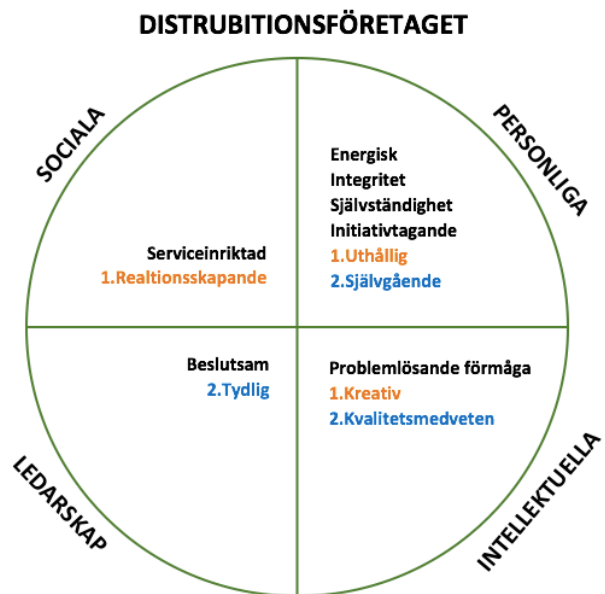 DISTRUBITIONSFÖRETAGET
SOCIALA
PERSONLIGA
Serviceinriktad
1.Realtionsskapande
Energisk
Integritet
Självständighet
Initiativtagande
1.Uthållig
2.Självgående
Beslutsam
2.Tydlig
Problemlösande förmåga
1.Kreativ
2.Kvalitetsmedveten
LEDARSKAP
INTELLEKTUELLA